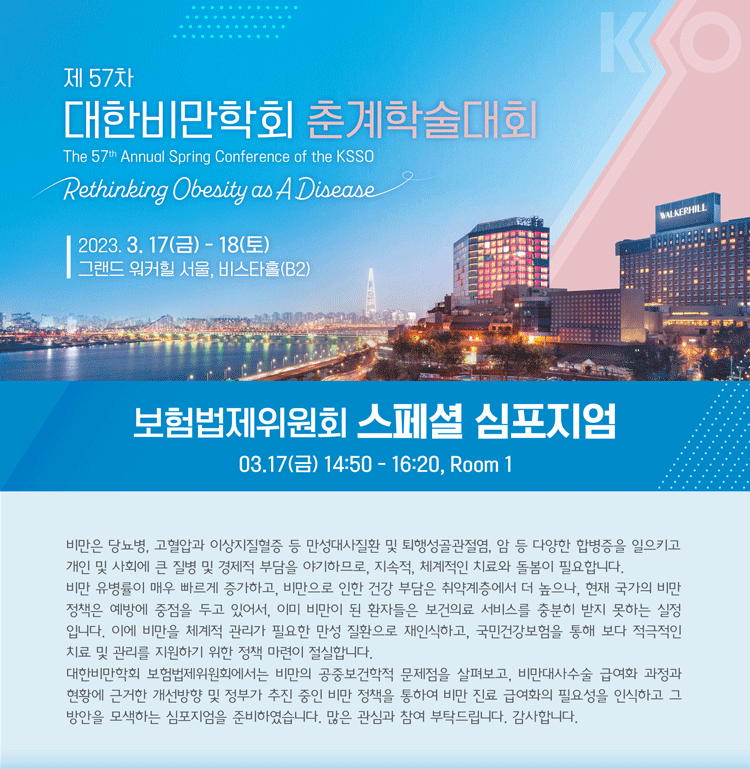 KSSO
제 57차
대한비만학회 춘계학술대회
The 57th Annual Spring Conference of the KSSO
Rethinking Obesity as A Disease
2023. 3. 17(금) - 18(토)
그랜드 워커힐 서울, 비스타홀(B2)
WALKERHILL
보험법제위원회 스페셜 심포지엄
03.17(금) 14:50 - 16:20, Room 1
비만은 당뇨병, 고혈압과 이상지질혈증 등 만성대사질환 및 퇴행성골관절염, 암 등 다양한 합병증을 일으키고
개인 및 사회에 큰 질병 및 경제적 부담을 야기하므로, 지속적, 체계적인 치료와 돌봄이 필요합니다.
비만 유병률이 매우 빠르게 증가하고, 비만으로 인한 건강 부담은 취약계층에서 더 높으나, 현재 국가의 비만
정책은 예방에 중점을 두고 있어서, 이미 비만이 된 환자들은 보건의료 서비스를 충분히 받지 못하는 실정
입니다. 이에 비만을 체계적 관리가 필요한 만성 질환으로 재인식하고, 국민건강보험을 통해 보다 적극적인
치료 및 관리를 지원하기 위한 정책 마련이 절실합니다.
대한비만학회 보험법제위원회에서는 비만의 공중보건학적 문제점을 살펴보고, 비만대사수술 급여화 과정과
현황에 근거한 개선방향 및 정부가 추진 중인 비만 정책을 통하여 비만 진료 급여화의 필요성을 인식하고 그
방안을 모색하는 심포지엄을 준비하였습니다. 많은 관심과 참여 부탁드립니다. 감사합니다.